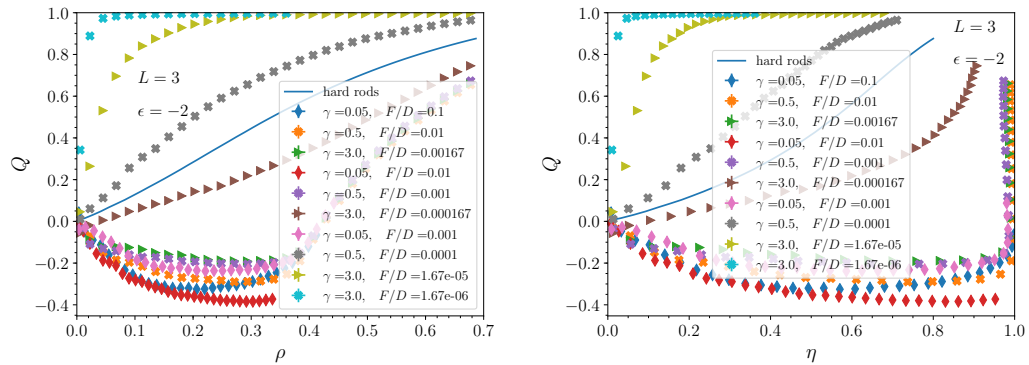 1.0
0.8
0.6
0.4
0.2
0.0
−0.2
−0.4
Q
L = 3
ϵ = −2
hard rods
γ =0.05, F/D =0.1
γ =0.5, F/D =0.01
γ =3.0, F/D =0.00167
γ =0.05, F/D =0.01
γ =0.5, F/D =0.001
γ =3.0, F/D =0.000167
γ =0.05, F/D =0.001
γ =0.5, F/D =0.0001
γ =3.0, F/D =1.67e-05
γ =3.0, F/D =1.67e-06
0.0 0.1 0.2 0.3 0.4 0.5 0.6 0.7
ρ
1.0
0.8
0.6
0.4
0.2
0.0
−0.2
−0.4
Q
L = 3
ϵ = −2
hard rods
γ =0.05, F/D =0.1
γ =0.5, F/D =0.01
γ =3.0, F/D =0.00167
γ =0.05, F/D =0.01
γ =0.5, F/D =0.001
γ =3.0, F/D =0.000167
γ =0.05, F/D =0.001
γ =0.5, F/D =0.0001
γ =3.0, F/D =1.67e-05
γ =3.0, F/D =1.67e-06
0.0 0.2 0.4 0.6 0.8 1.0
η